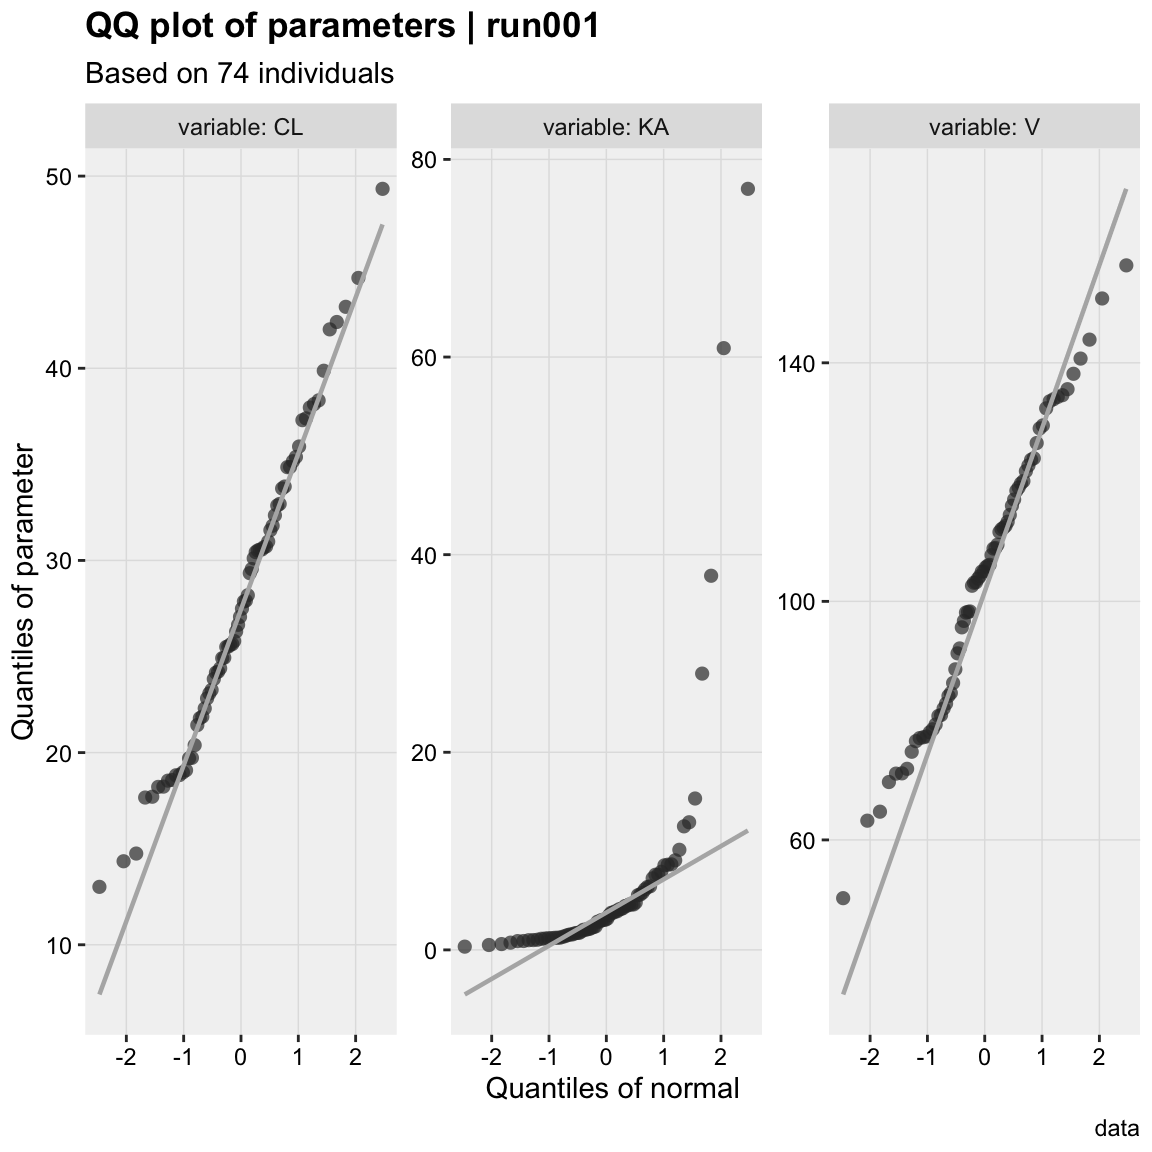 QQ plot of parameters | run001
Based on 74 individuals
variable: CL
variable: KA
variable: V
Quantiles of parameter
50
40
30
20
10
80
60
40
20
0
140
100
60
-2 -1 0 1 2
-2 -1 0 1 2
-2 -1 0 1 2
Quantiles of normal
data